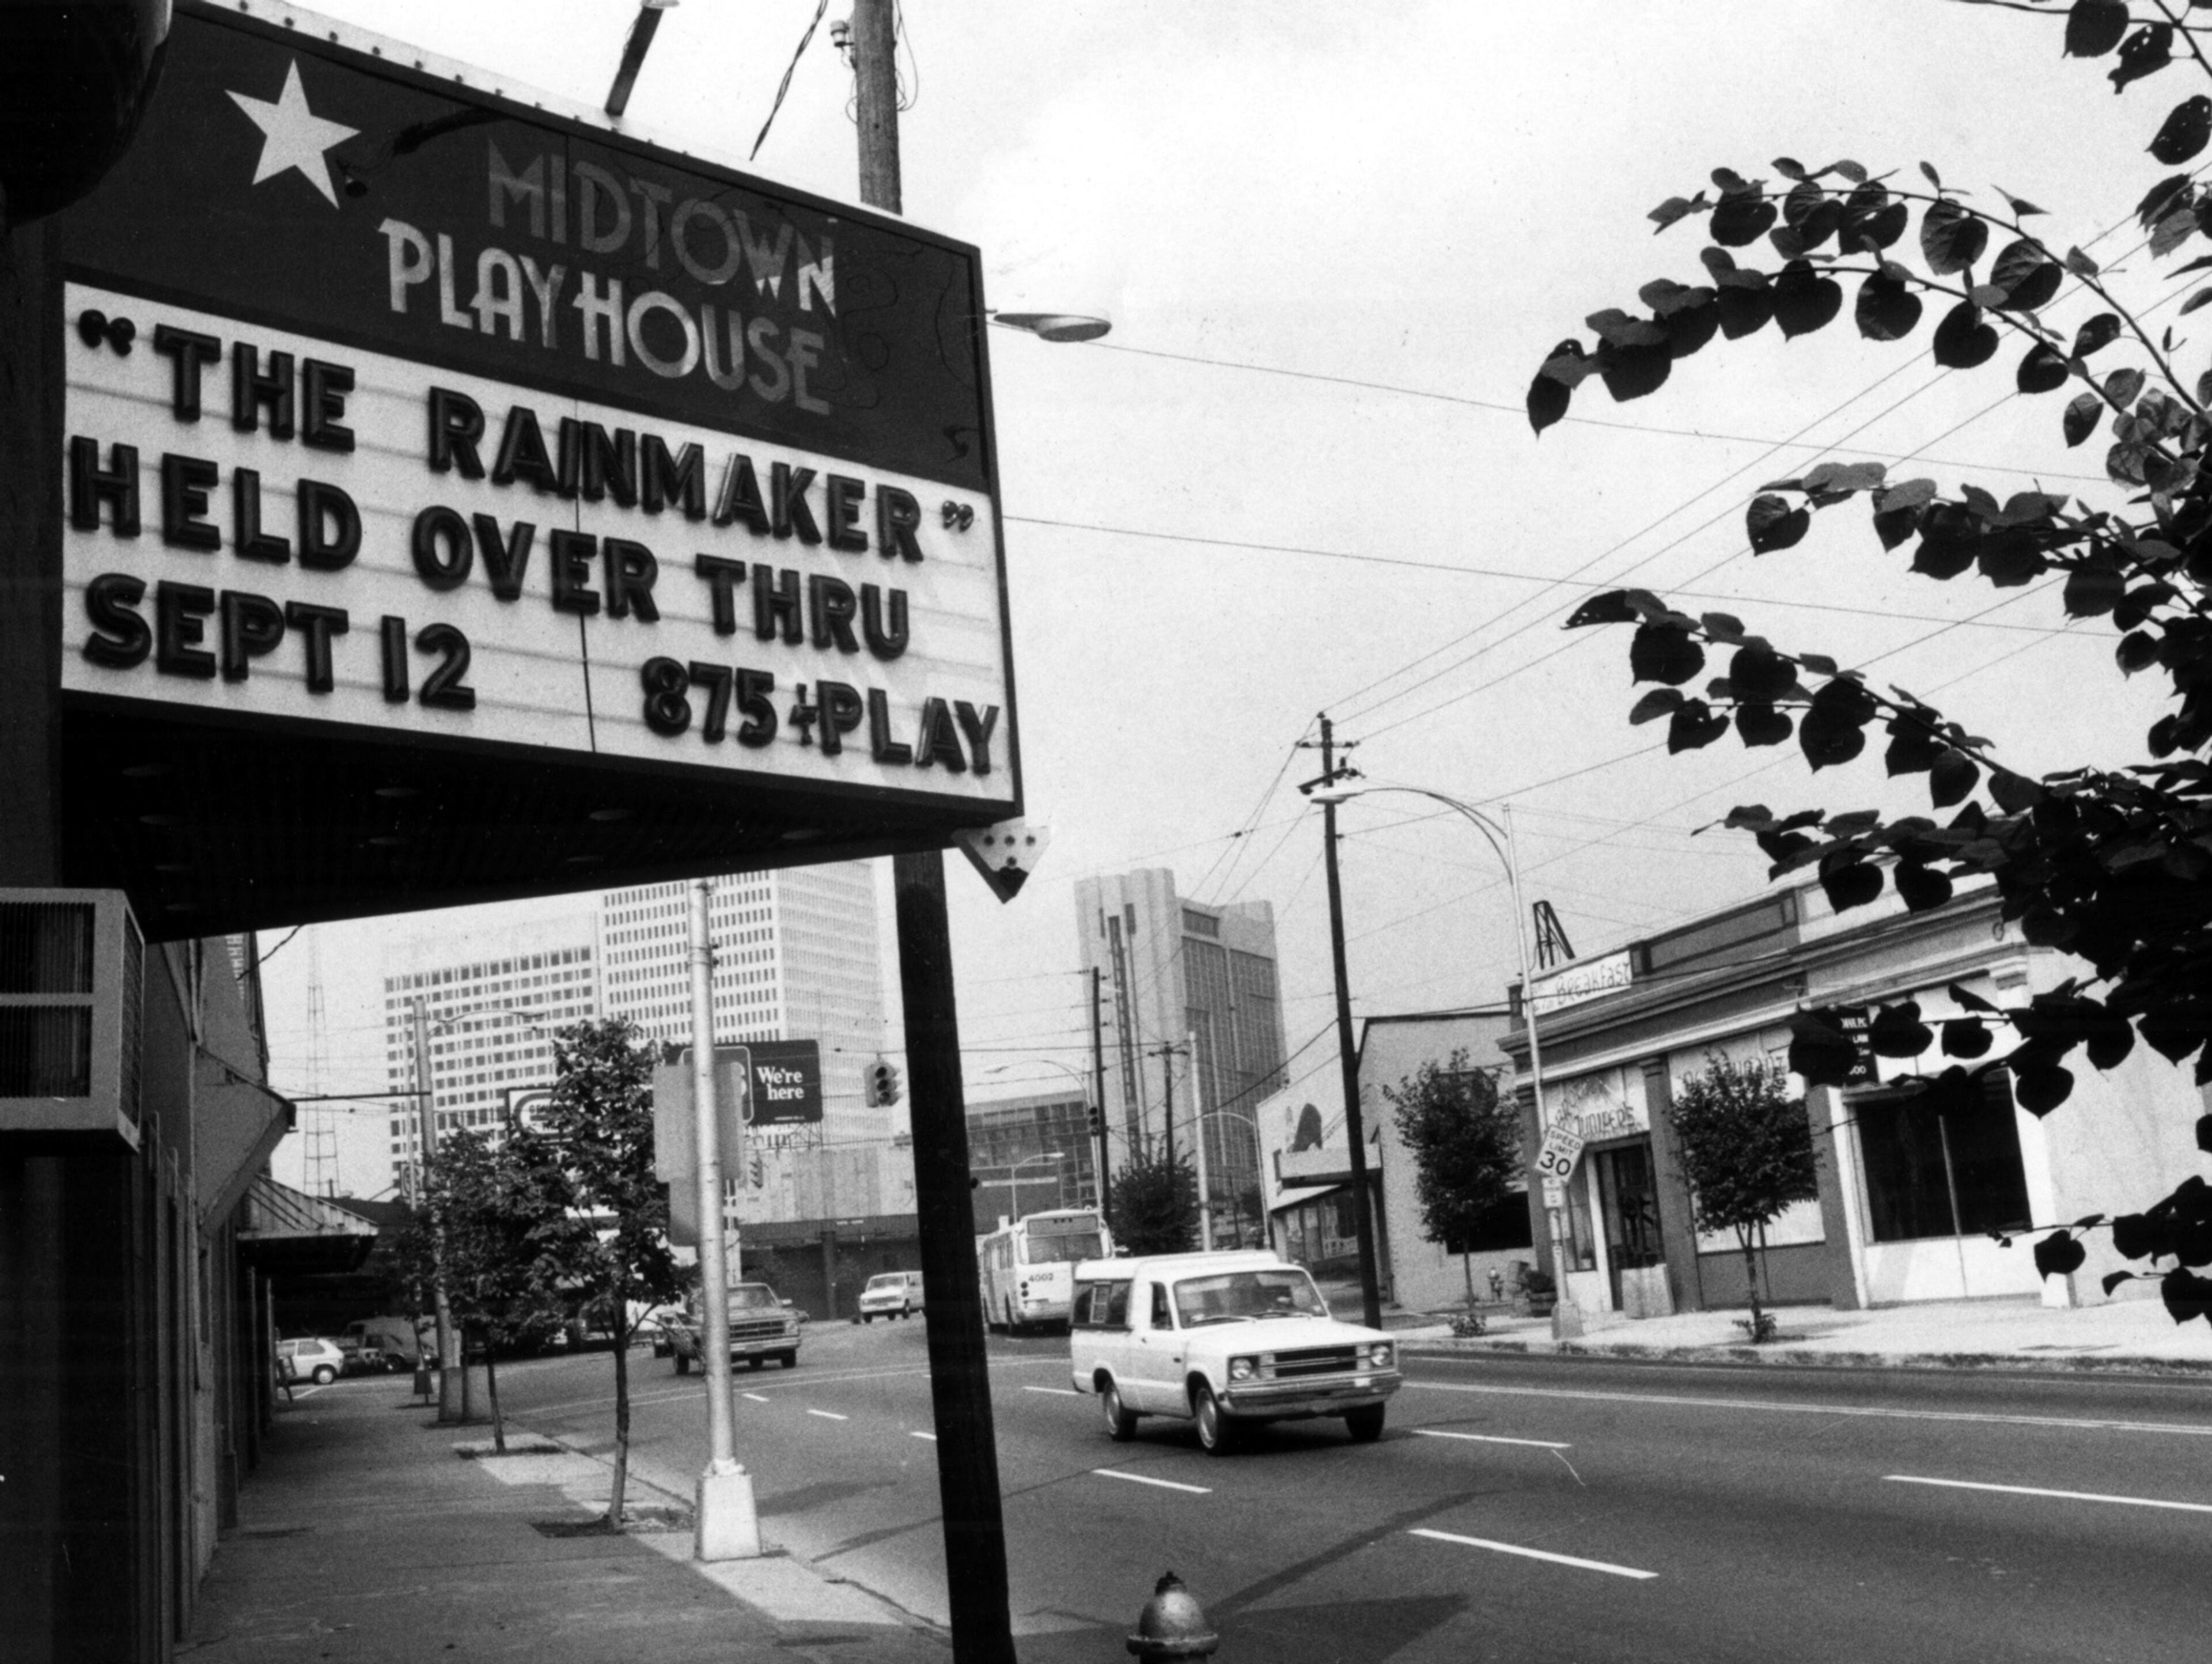 MIDTOWN
PLAYHOUSE
"THE RAINMAKER"
HELD OVER THRU
SEPT 12 875-PLAY
We're
here
4002
Breakfast
SPEED
LIMIT
30